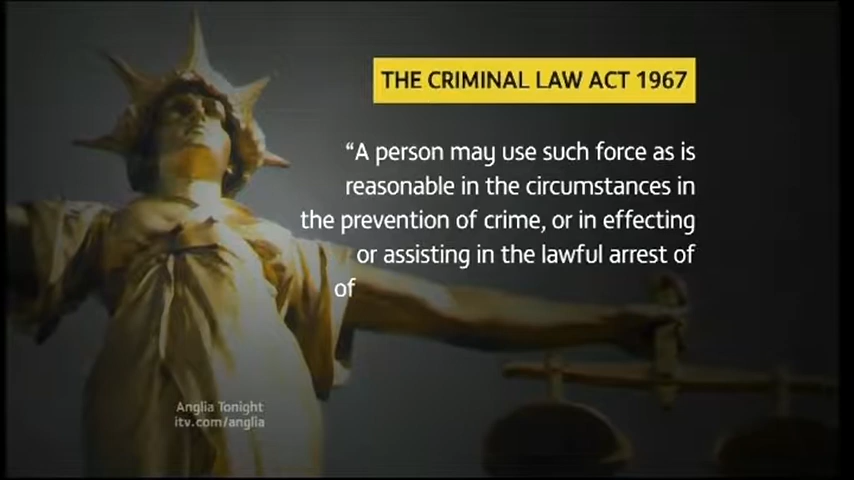 THE CRIMINAL LAW ACT 1967
“A person may use such force as is
reasonable in the circumstances in
the prevention of crime, or in effecting
or assisting in the lawful arrest of
of
Anglia Tonight
itv.com/anglia